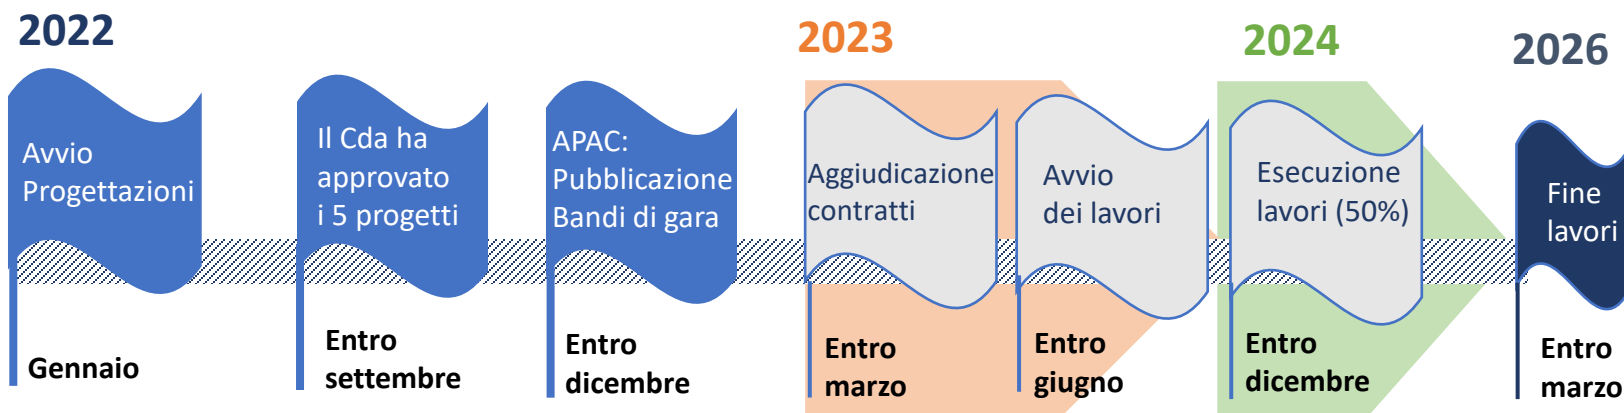 2022
2023
2024
2026
Avvio
Progettazioni
Il Cda ha
approvato
i 5 progetti
APAC:
Pubblicazione
Bandi di gara
Aggiudicazione
contratti
Avvio
dei lavori
Esecuzione
lavori (50%)
Fine
lavori
Gennaio
Entro
settembre
Entro
dicembre
Entro
marzo
Entro
giugno
Entro
dicembre
Entro
marzo